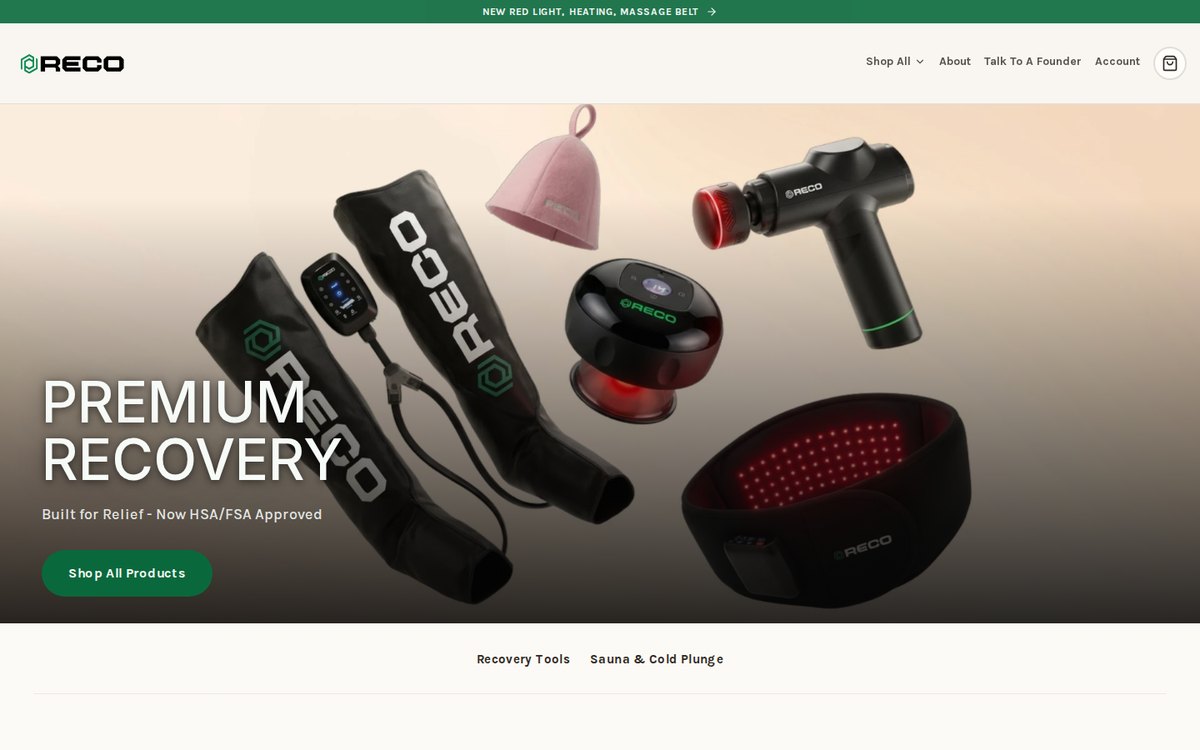 NEW RED LIGHT, HEATING, MASSAGE BELT →
RECO
Shop All
About
Talk To A Founder
Account
RECO
RECO
RECO
RECO
RECO
RECO
RECO
PREMIUM
RECOVERY
Built for Relief - Now HSA/FSA Approved
Shop All Products
Recovery Tools
Sauna & Cold Plunge